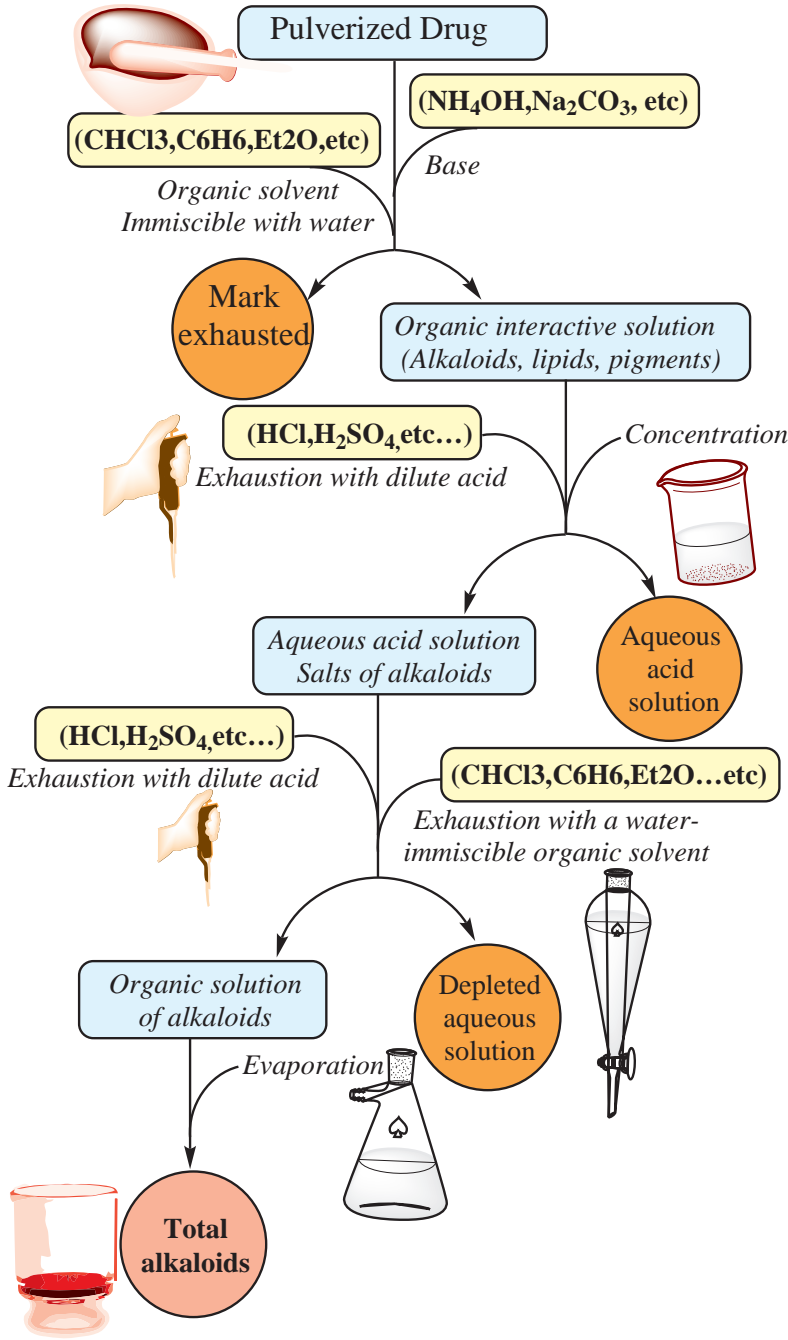 Pulverized Drug
(NH₄OH,Na₂CO₃, etc)
(CHCl3,C6H6,Et2O,etc)
Base
Organic solvent
Immiscible with water
Mark
exhausted
Organic interactive solution
(Alkaloids, lipids, pigments)
(HCl,H₂SO₄,etc…)
Concentration
Exhaustion with dilute acid
Aqueous acid solution
Salts of alkaloids
Aqueous
acid
solution
(HCl,H₂SO₄,etc…)
Exhaustion with dilute acid
(CHCl3,C6H6,Et2O…etc)
Exhaustion with a water-
immiscible organic solvent
Organic solution
of alkaloids
Depleted
aqueous
solution
Evaporation
Total
alkaloids